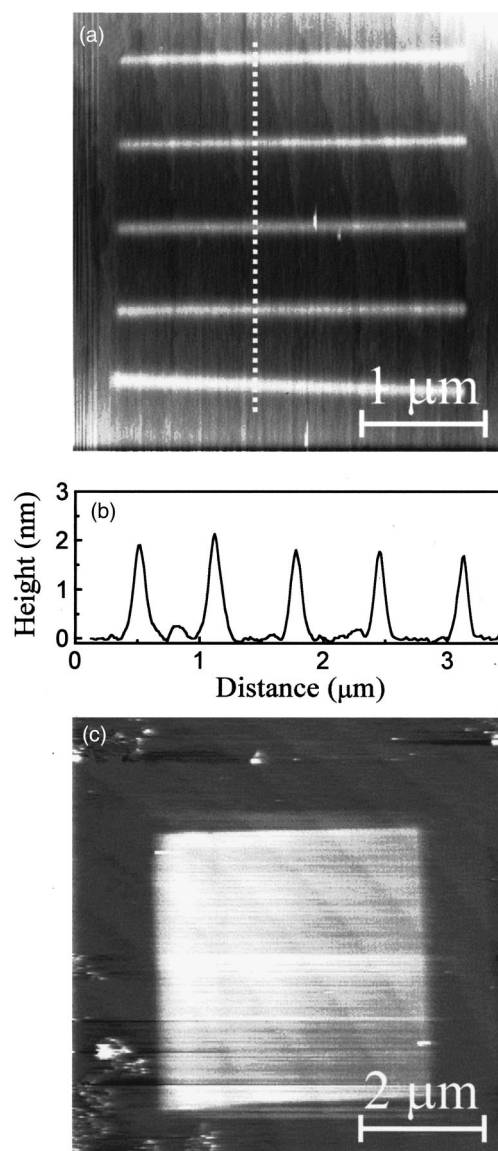 (a)
1 μm
(b)
Height (nm)
3
2
1
0
0
1
2
3
Distance (μm)
(c)
2 μm